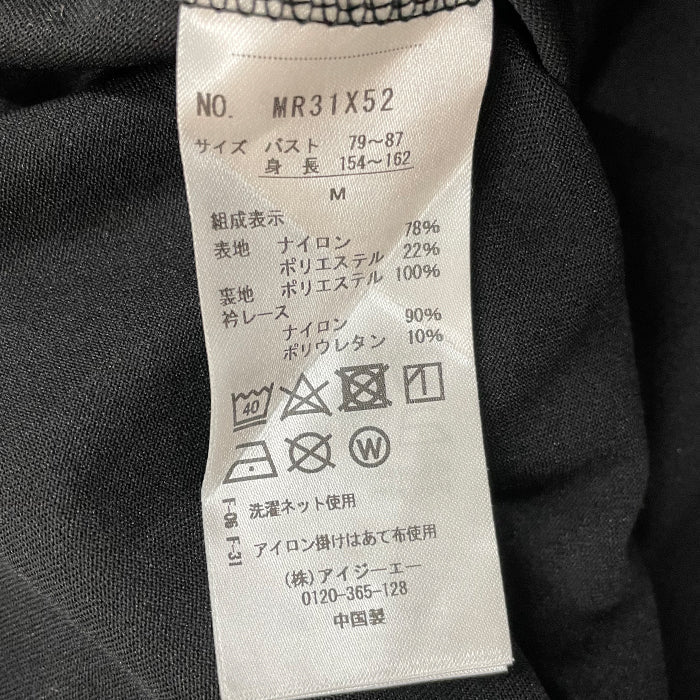 NO. MR31X52
サイズ バスト 79～87
身長 154～162
M
組成表示
表地 ナイロン 78%
ポリエステル 22%
裏地 ポリエステル 100%
衿レース
ナイロン 90%
ポリウレタン 10%
40
W
F-06 F-31
洗濯ネット使用
アイロン掛けはあて布使用
(株)アイジーエー
0120-365-128
中国製